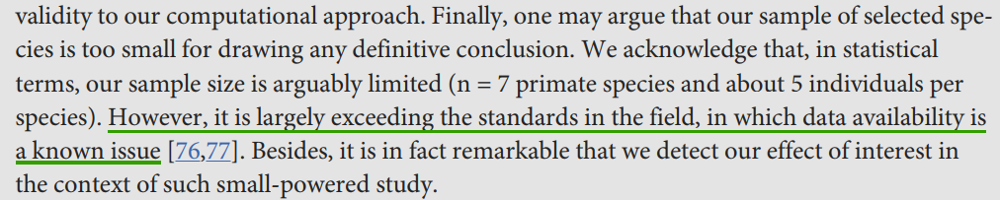 validity to our computational approach. Finally, one may argue that our sample of selected spe-
cies is too small for drawing any definitive conclusion. We acknowledge that, in statistical
terms, our sample size is arguably limited (n = 7 primate species and about 5 individuals per
species). However, it is largely exceeding the standards in the field, in which data availability is
a known issue [76,77]. Besides, it is in fact remarkable that we detect our effect of interest in
the context of such small-powered study.